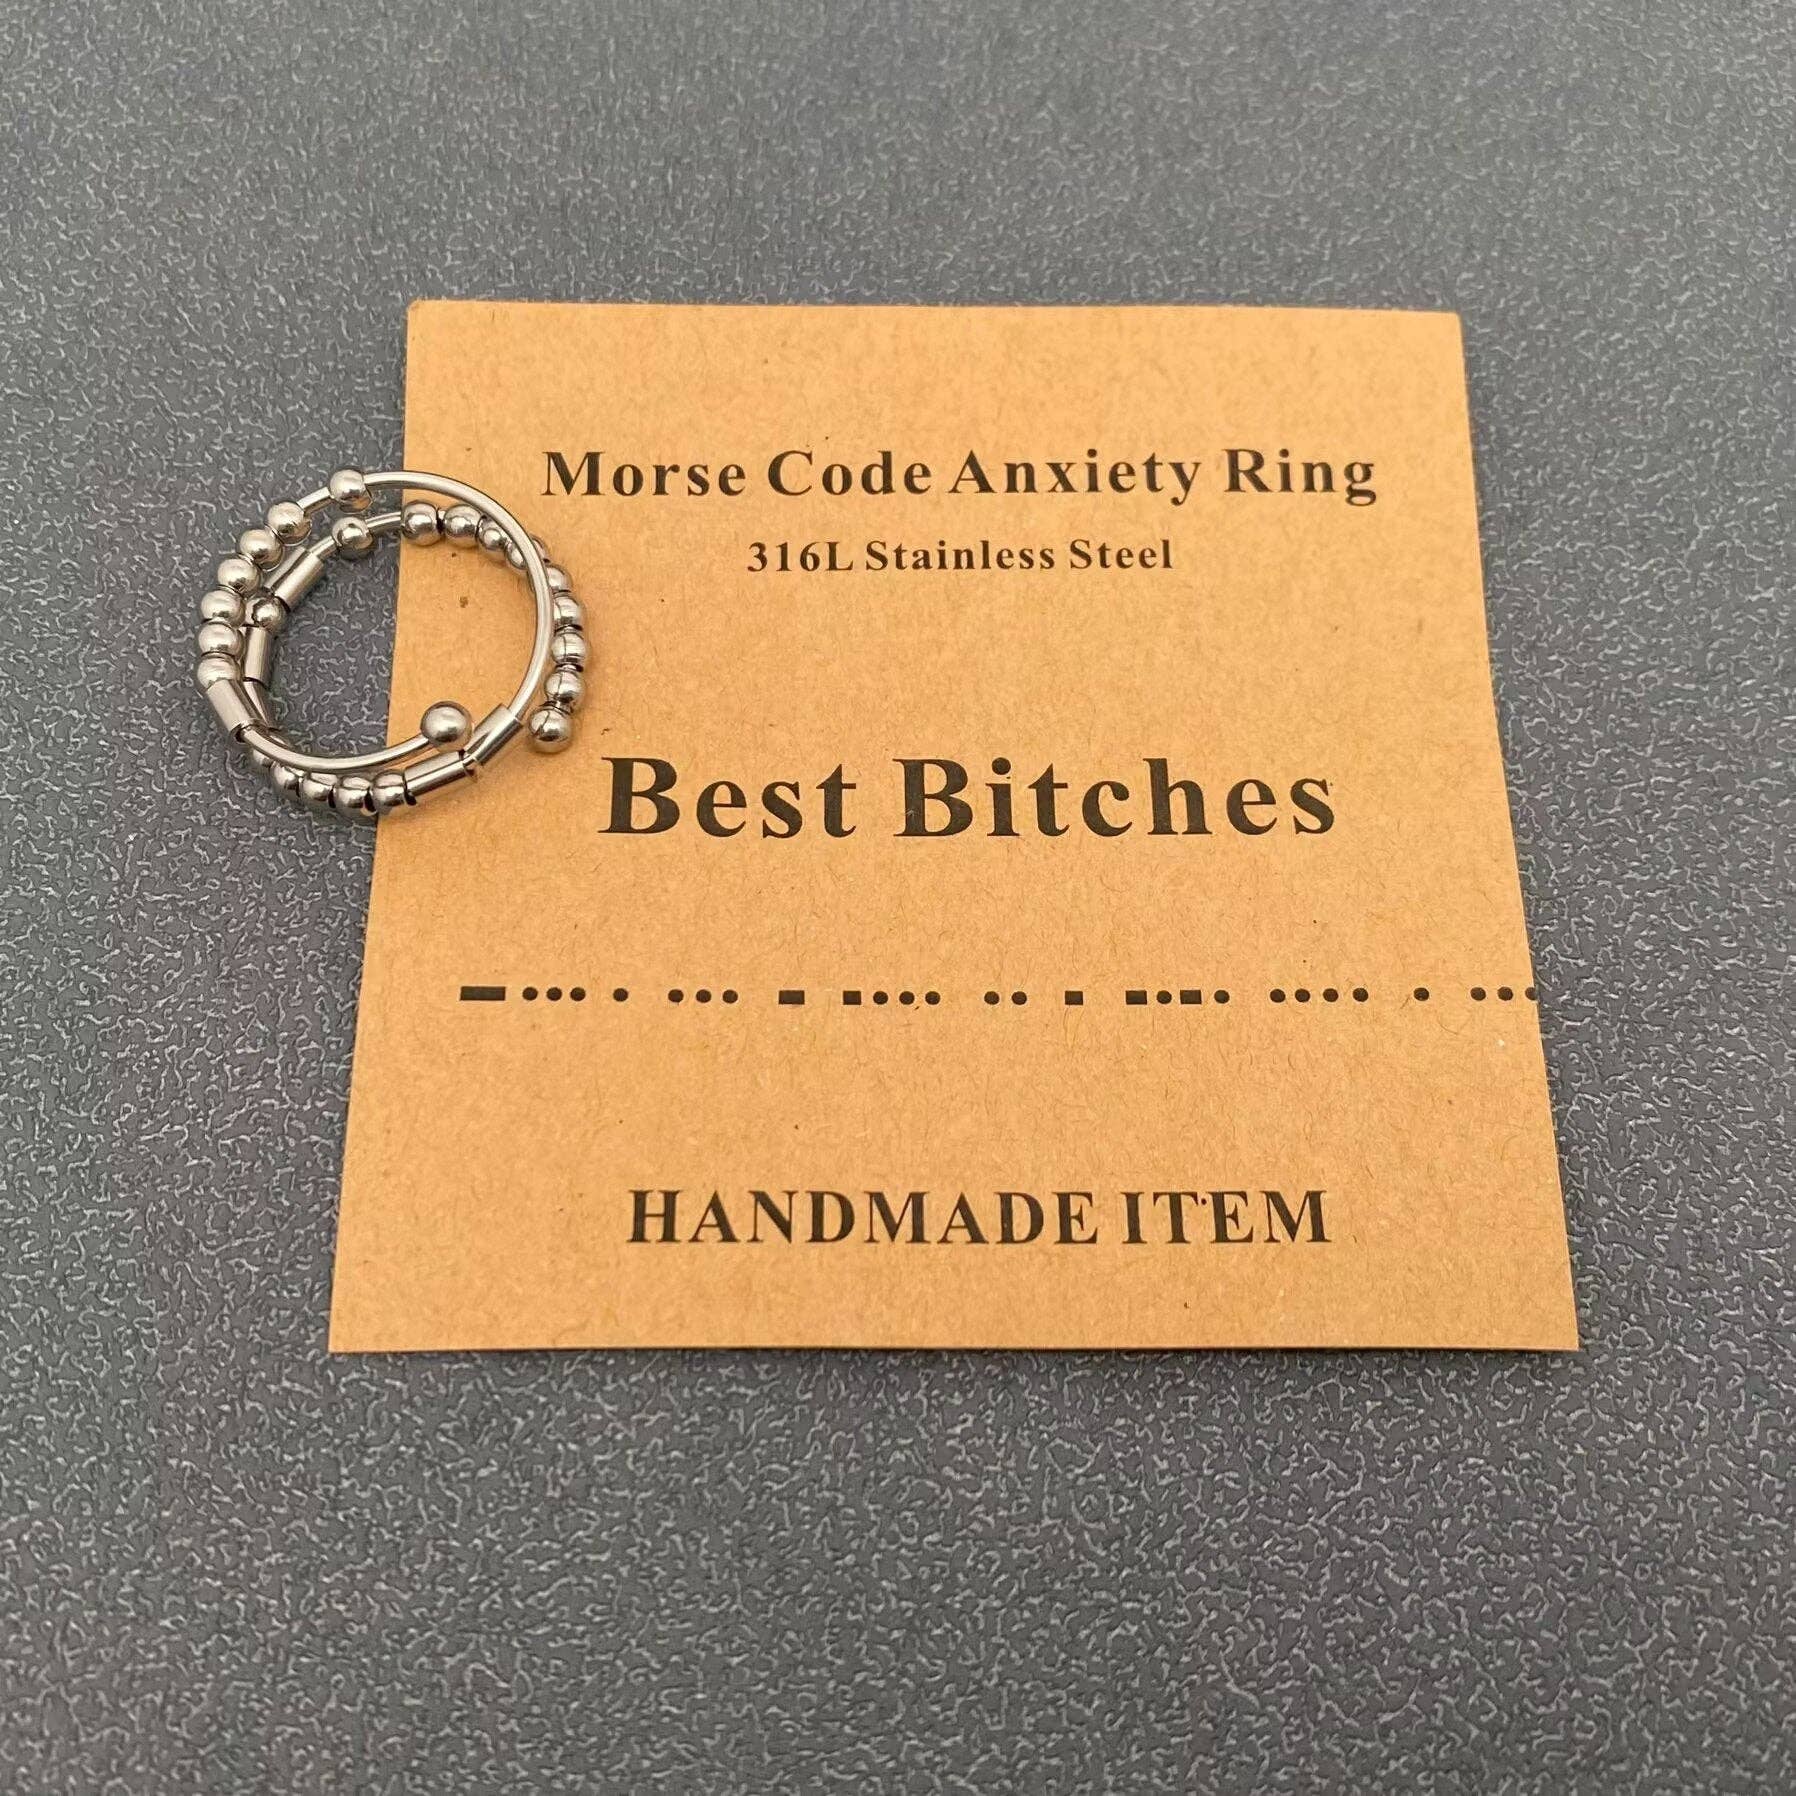 Morse Code Anxiety Ring
316L Stainless Steel
Best Bitches
−••• • ••• − −••• •• − −•−• •••• • •••
HANDMADE ITEM